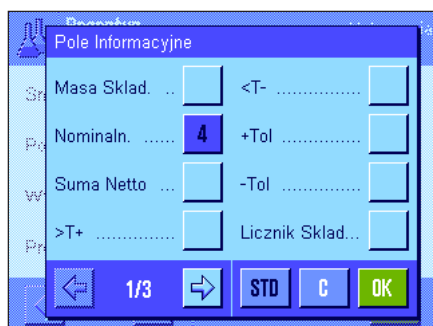 Pole Informacyjne
Masa Sklad. ..
Nominaln. ...... 4
Suma Netto ...
>T+ ..............
<T- ...............
+Tol ..............
-Tol ..............
Licznik Sklad...
1/3
STD C OK